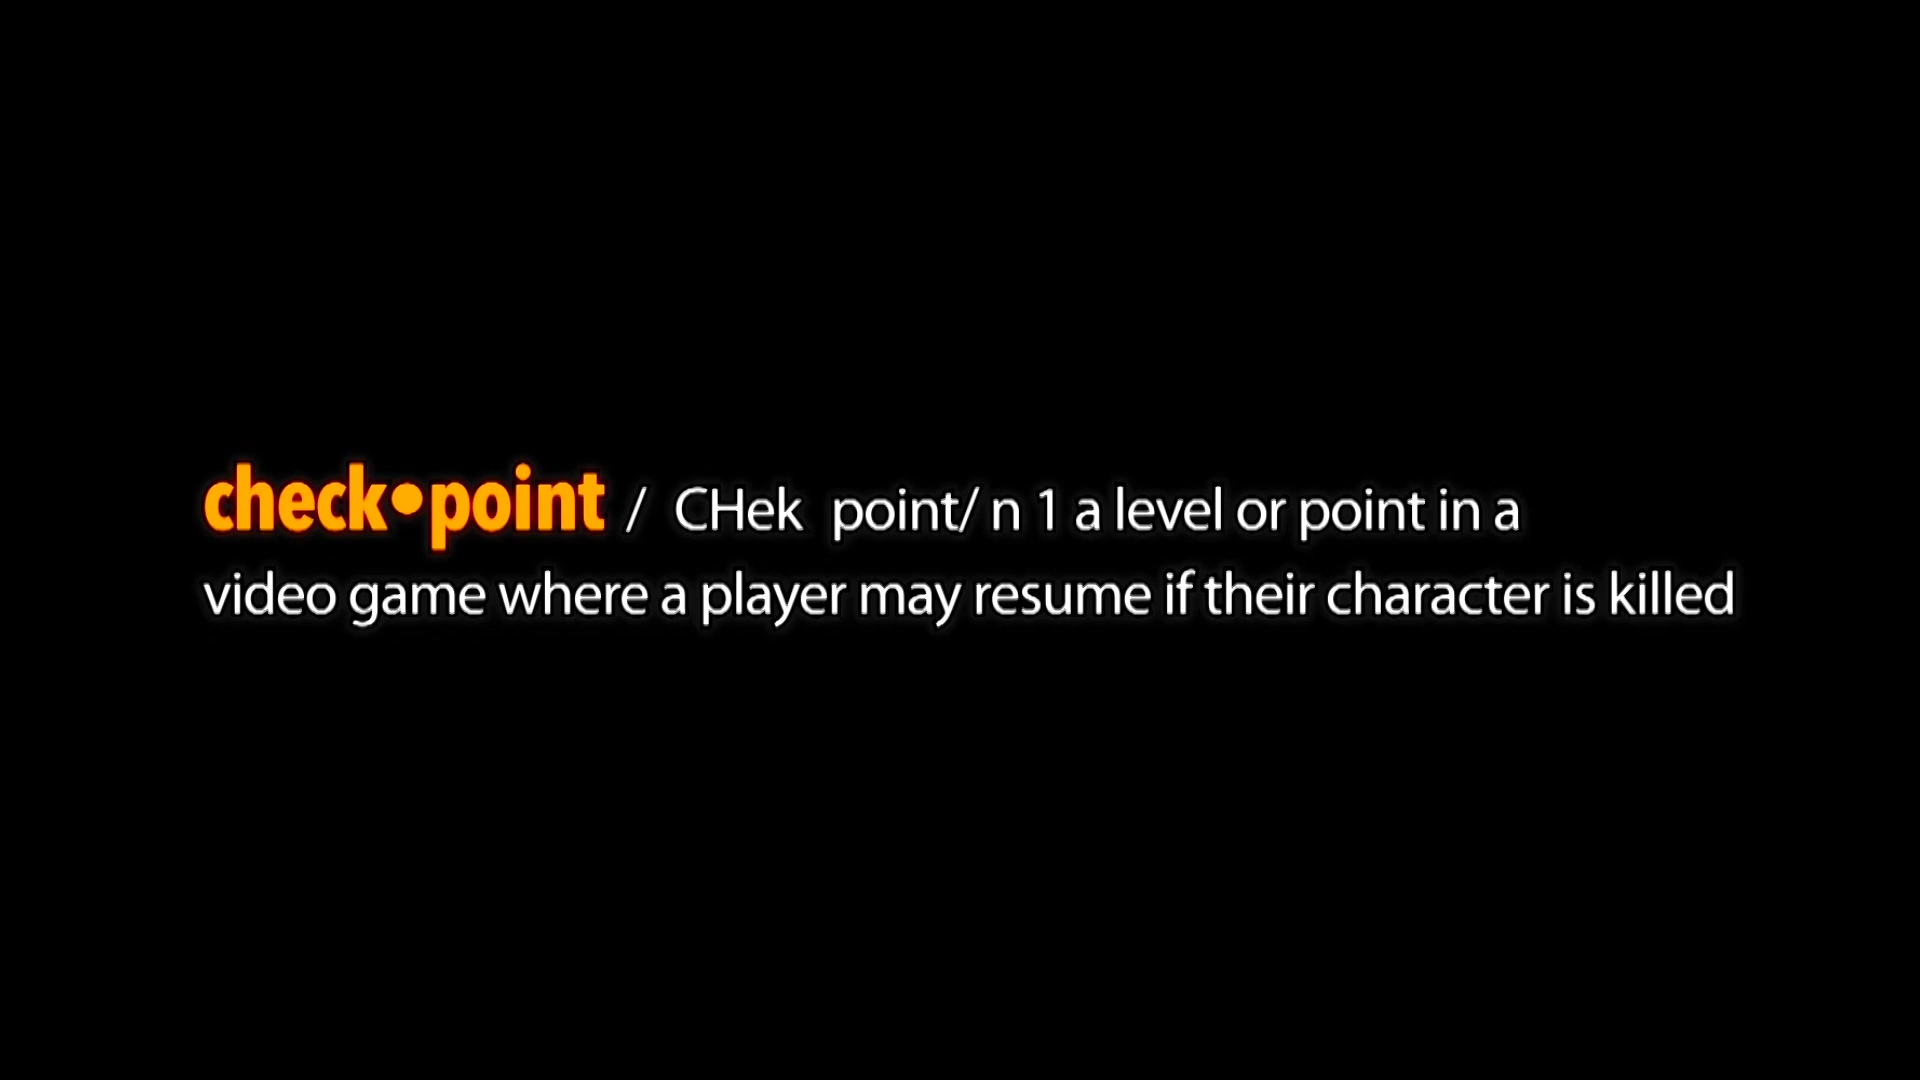 check•point / CHek point/ n 1 a level or point in a
video game where a player may resume if their character is killed